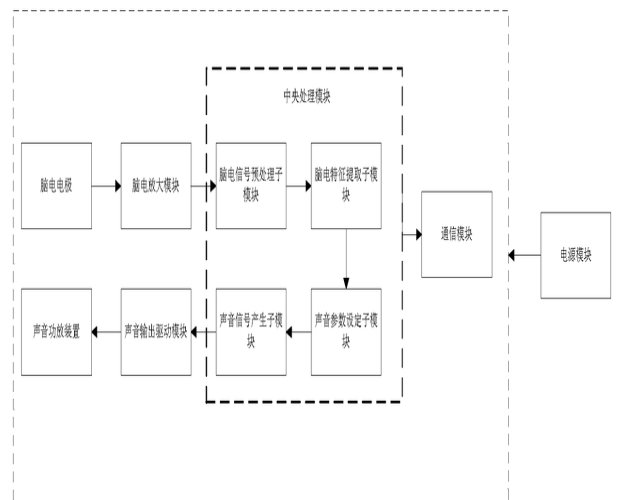 中央处理模块
脑电电极
脑电放大模块
脑电信号预处理子
模块
脑电特征提取子模
块
通信模块
电源模块
声音功放装置
声音输出驱动模块
声音信号产生子模
块
声音参数设定子模
块